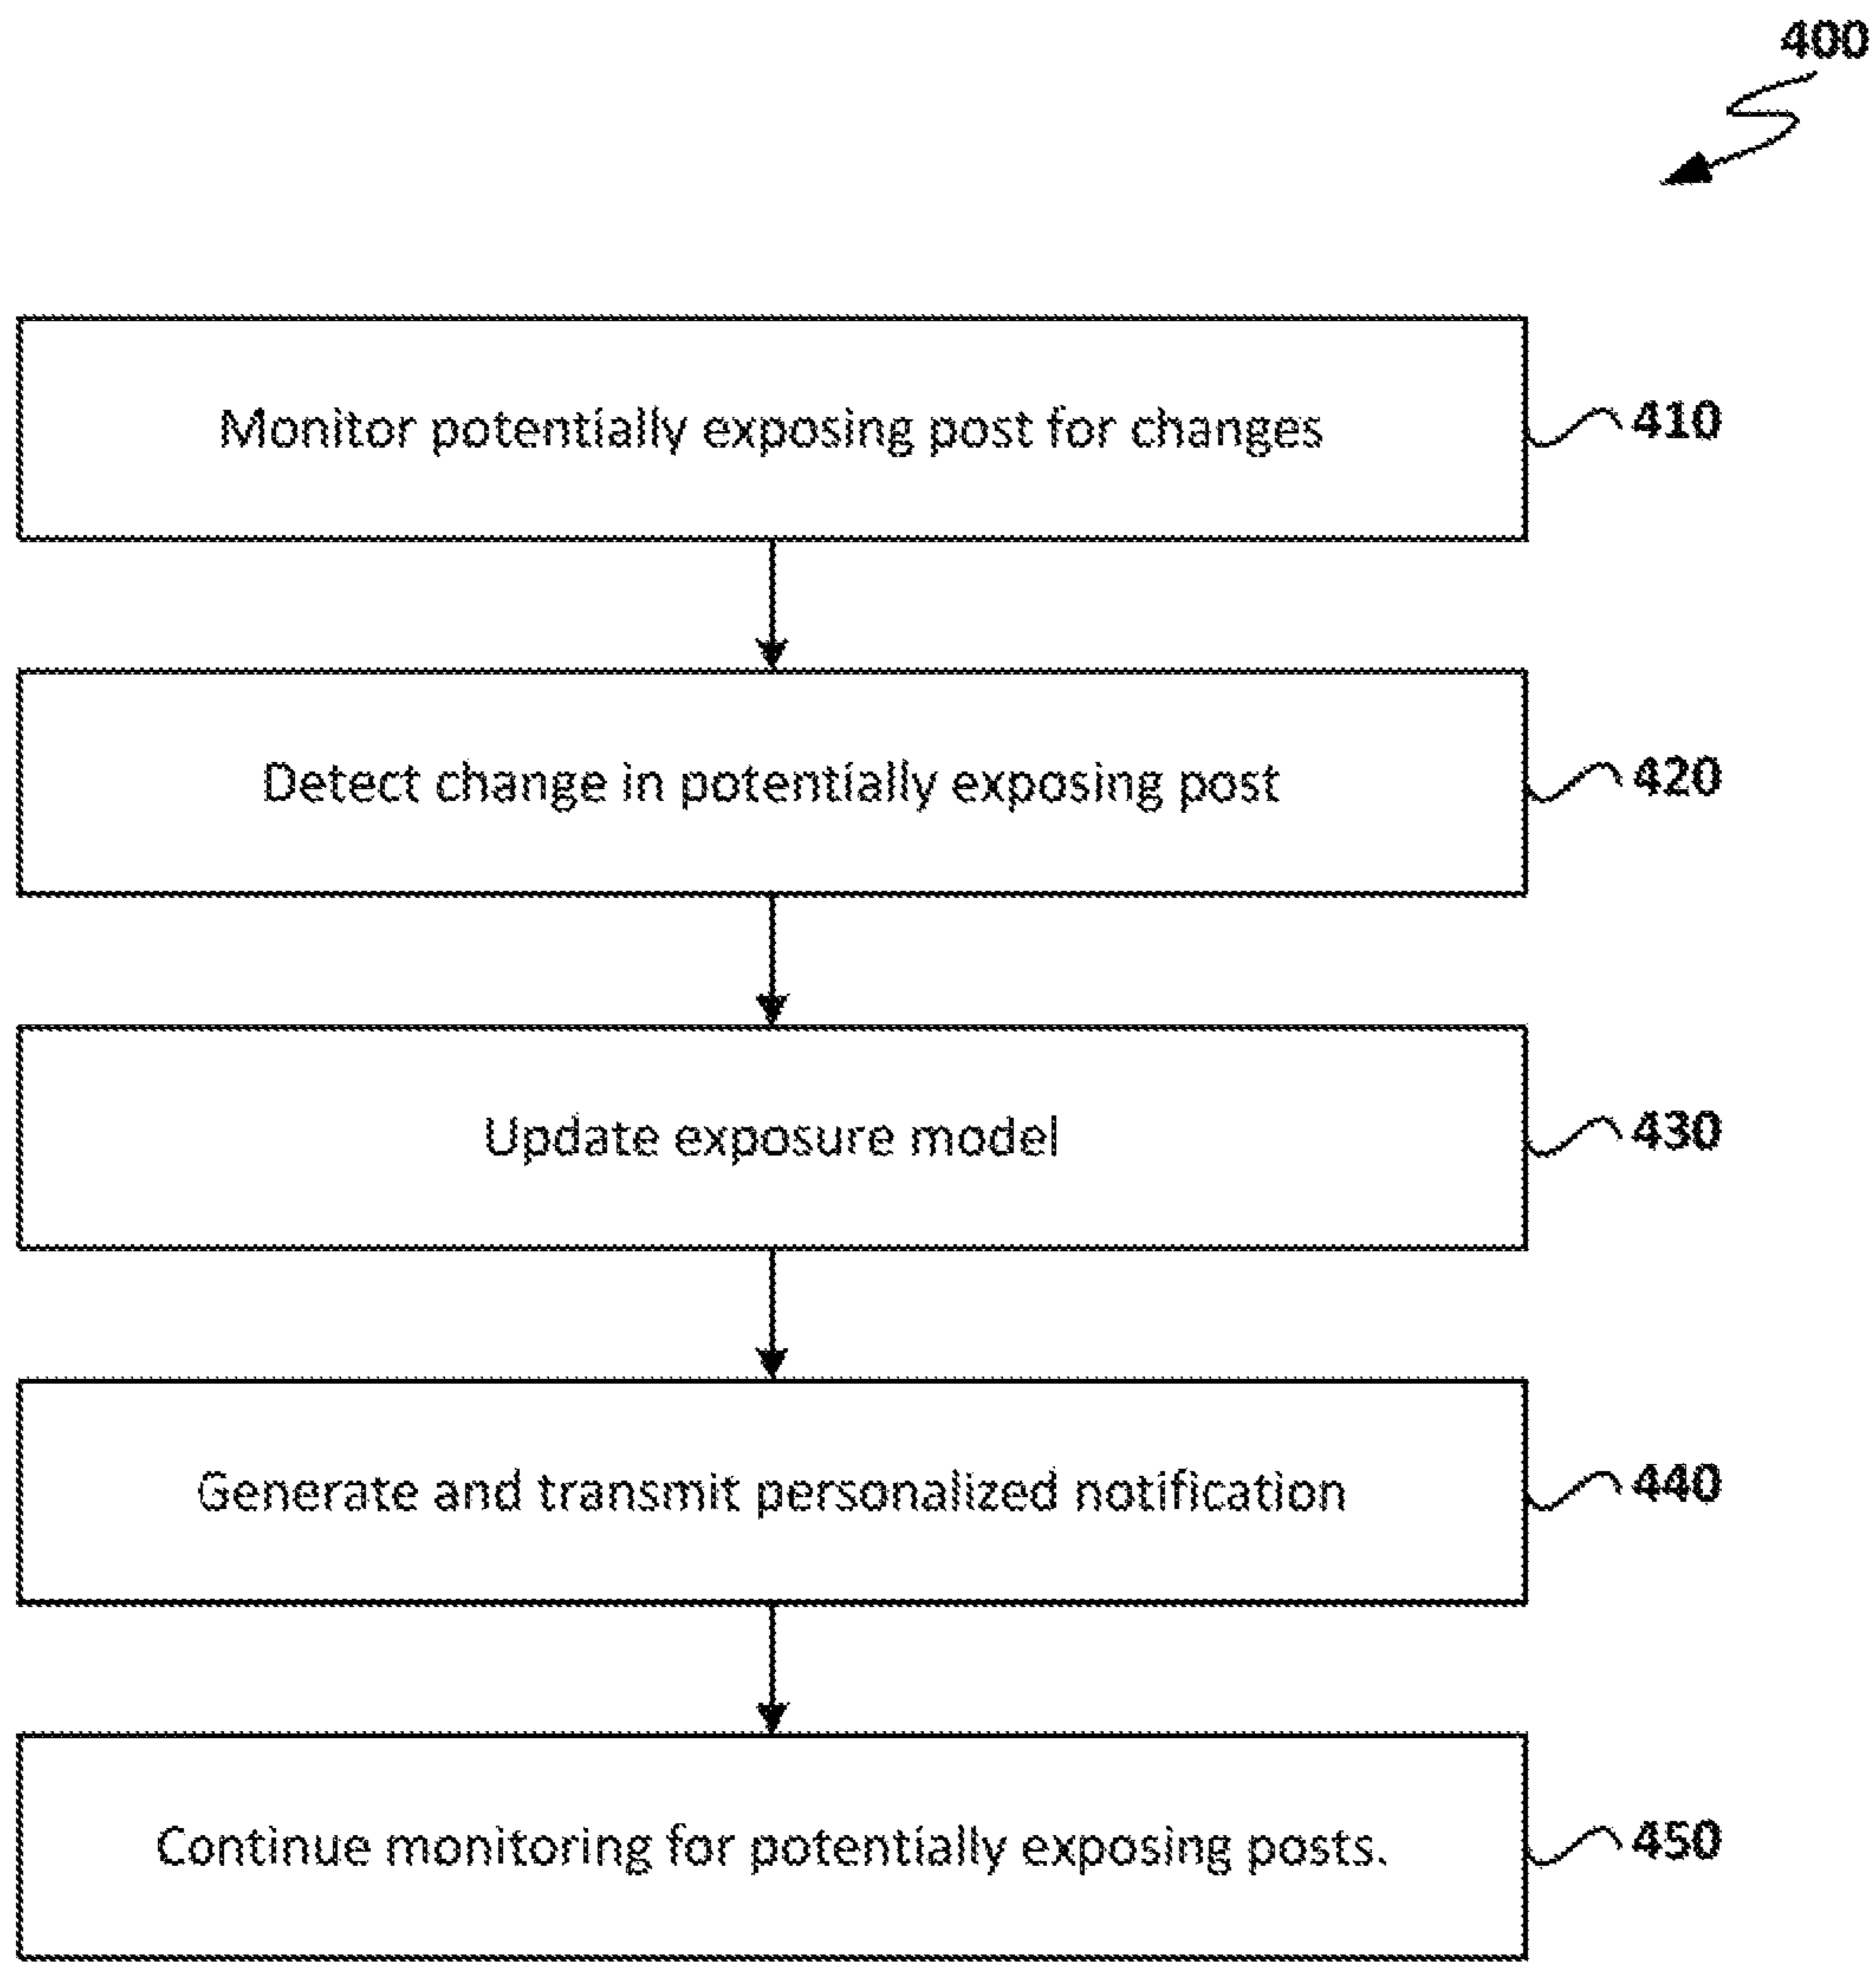 400
Monitor potentially exposing post for changes
410
Detect change in potentially exposing post
420
Update exposure model
430
Generate and transmit personalized notification
440
Continue monitoring for potentially exposing posts.
450